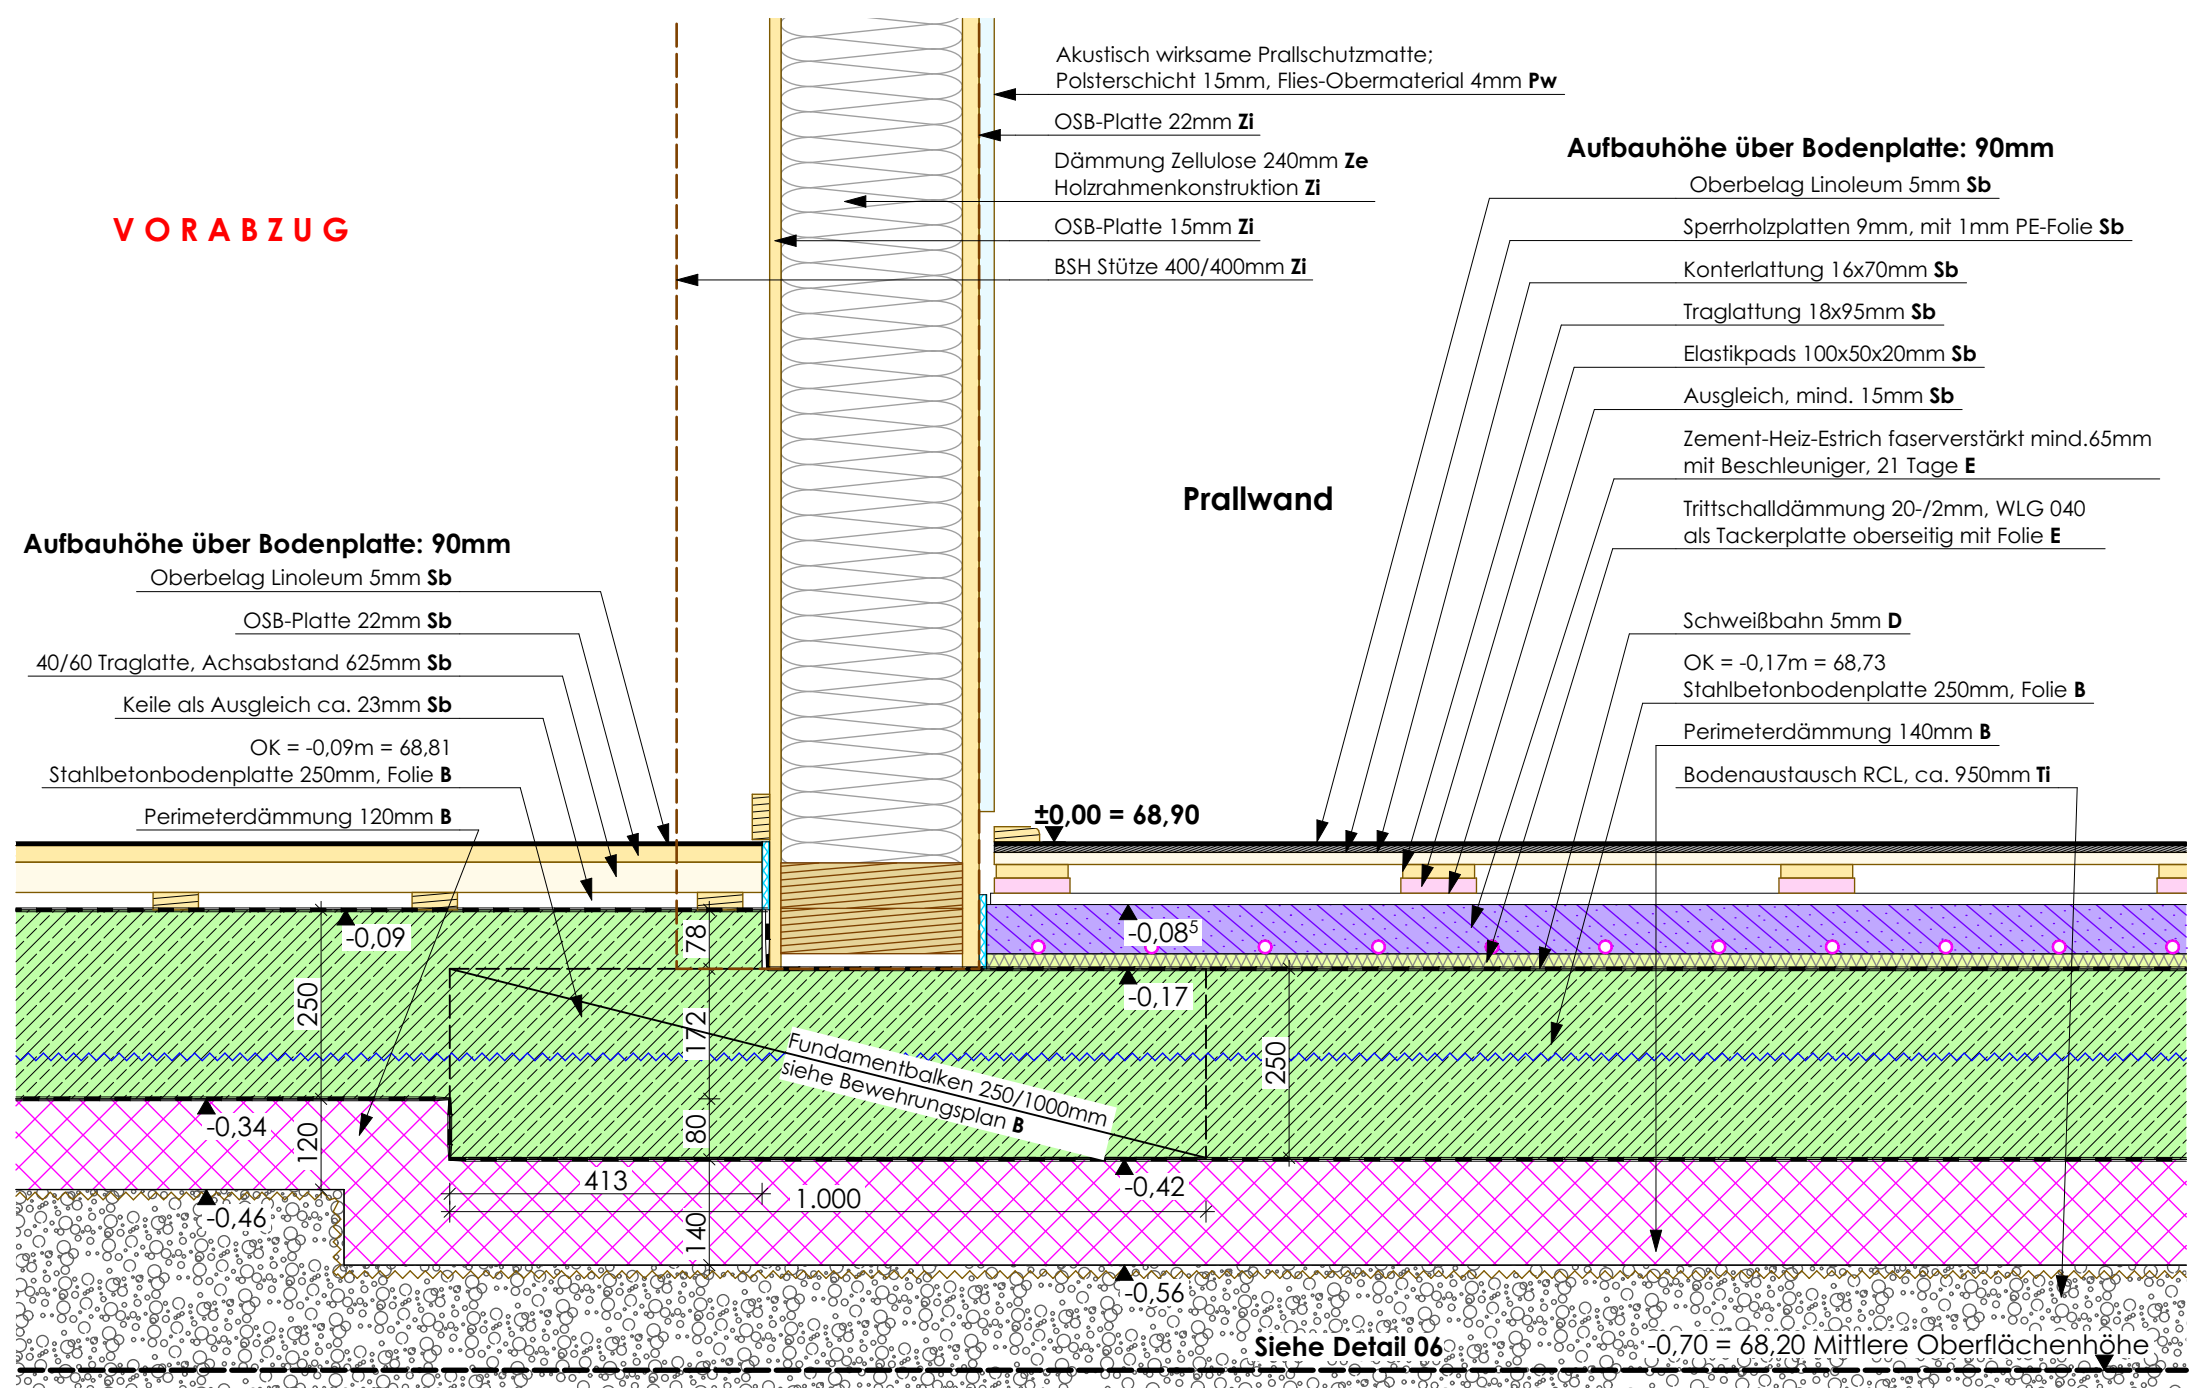 Akustisch wirksame Prallschutzmatte;
Polsterschicht 15mm, Flies-Obermaterial 4mm Pw
OSB-Platte 22mm Zi
Dämmung Zellulose 240mm Ze
Holzrahmenkonstruktion Zi
OSB-Platte 15mm Zi
BSH Stütze 400/400mm Zi
VORABZUG
Aufbauhöhe über Bodenplatte: 90mm
Oberbelag Linoleum 5mm Sb
Sperrholzplatten 9mm, mit 1mm PE-Folie Sb
Konterlattung 16x70mm Sb
Traglattung 18x95mm Sb
Elastikpads 100x50x20mm Sb
Ausgleich, mind. 15mm Sb
Zement-Heiz-Estrich faserverstärkt mind.65mm
mit Beschleuniger, 21 Tage E
Trittschalldämmung 20-/2mm, WLG 040
als Tackerplatte oberseitig mit Folie E
Schweißbahn 5mm D
OK = -0,17m = 68,73
Stahlbetonbodenplatte 250mm, Folie B
Perimeterdämmung 140mm B
Bodenaustausch RCL, ca. 950mm Ti
Prallwand
Aufbauhöhe über Bodenplatte: 90mm
Oberbelag Linoleum 5mm Sb
OSB-Platte 22mm Sb
40/60 Traglatte, Achsabstand 625mm Sb
Keile als Ausgleich ca. 23mm Sb
OK = -0,09m = 68,81
Stahlbetonbodenplatte 250mm, Folie B
Perimeterdämmung 120mm B
±0,00 = 68,90
-0,09
78
-0,08⁵
-0,17
250
172
250
Fundamentbalken 250/1000mm
siehe Bewehrungsplan B
-0,34
120
80
-0,42
413
1.000
-0,46
140
-0,56
Siehe Detail 06
-0,70 = 68,20 Mittlere Oberflächenhöhe